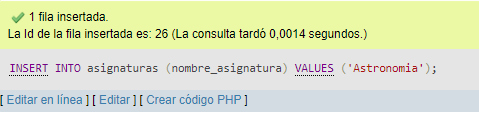 1 fila insertada.
La Id de la fila insertada es: 26 (La consulta tardó 0,0014 segundos.)
INSERT INTO asignaturas (nombre_asignatura) VALUES ('Astronomia');
[ Editar en línea ] [ Editar ] [ Crear código PHP ]